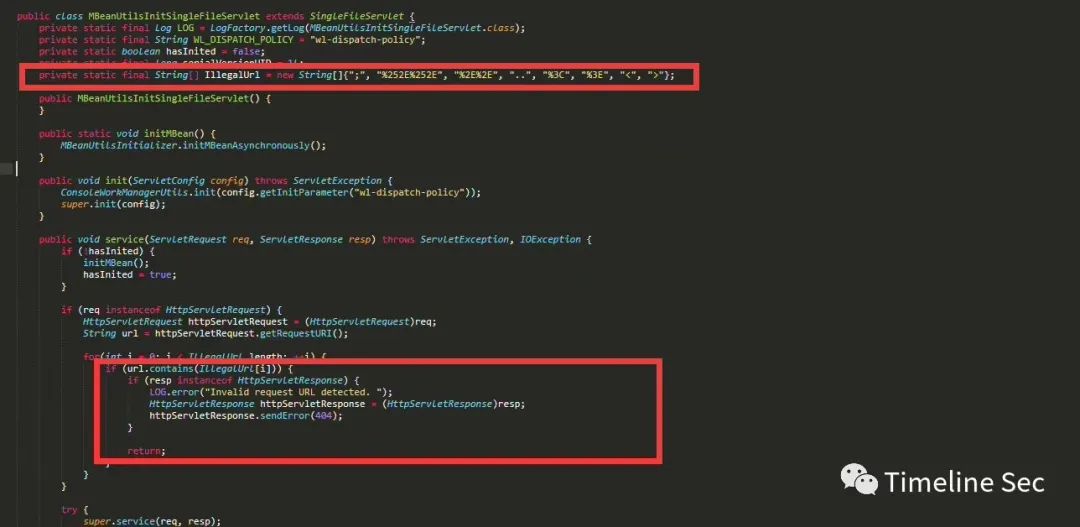 public class MBeanUtilsInitSingleFileServlet extends SingleFileServlet {
private static final Log LOG = LogFactory.getLog(MBeanUtilsInitSingleFileServlet.class);
private static final String WL_DISPATCH_POLICY = "wl-dispatch-policy";
private static boolean hasInited = false;
private static final long serialVersionUID = 1L;
private static final String[] IllegalUrl = new String[]{";", "%252E%252E", "%2E%2E", "..", "%3C", "%3E", "<", ">"};
public MBeanUtilsInitSingleFileServlet() {
}
public static void initMBean() {
MBeanUtilsInitializer.initMBeanAsynchronously();
}
public void init(ServletConfig config) throws ServletException {
ConsoleWorkManagerUtils.init(config.getInitParameter("wl-dispatch-policy"));
super.init(config);
}
public void service(ServletRequest req, ServletResponse resp) throws ServletException, IOException {
if (!hasInited) {
initMBean();
hasInited = true;
}
if (req instanceof HttpServletRequest) {
HttpServletRequest httpServletRequest = (HttpServletRequest)req;
String url = httpServletRequest.getRequestURI();
for(int i = 0; i < IllegalUrl.length; ++i) {
if (url.contains(IllegalUrl[i])) {
if (resp instanceof HttpServletResponse) {
LOG.error("Invalid request URL detected. ");
HttpServletResponse httpServletResponse = (HttpServletResponse)resp;
httpServletResponse.sendError(404);
}
return;
}
}
}
try {
super.service(req, resp);
Timeline Sec